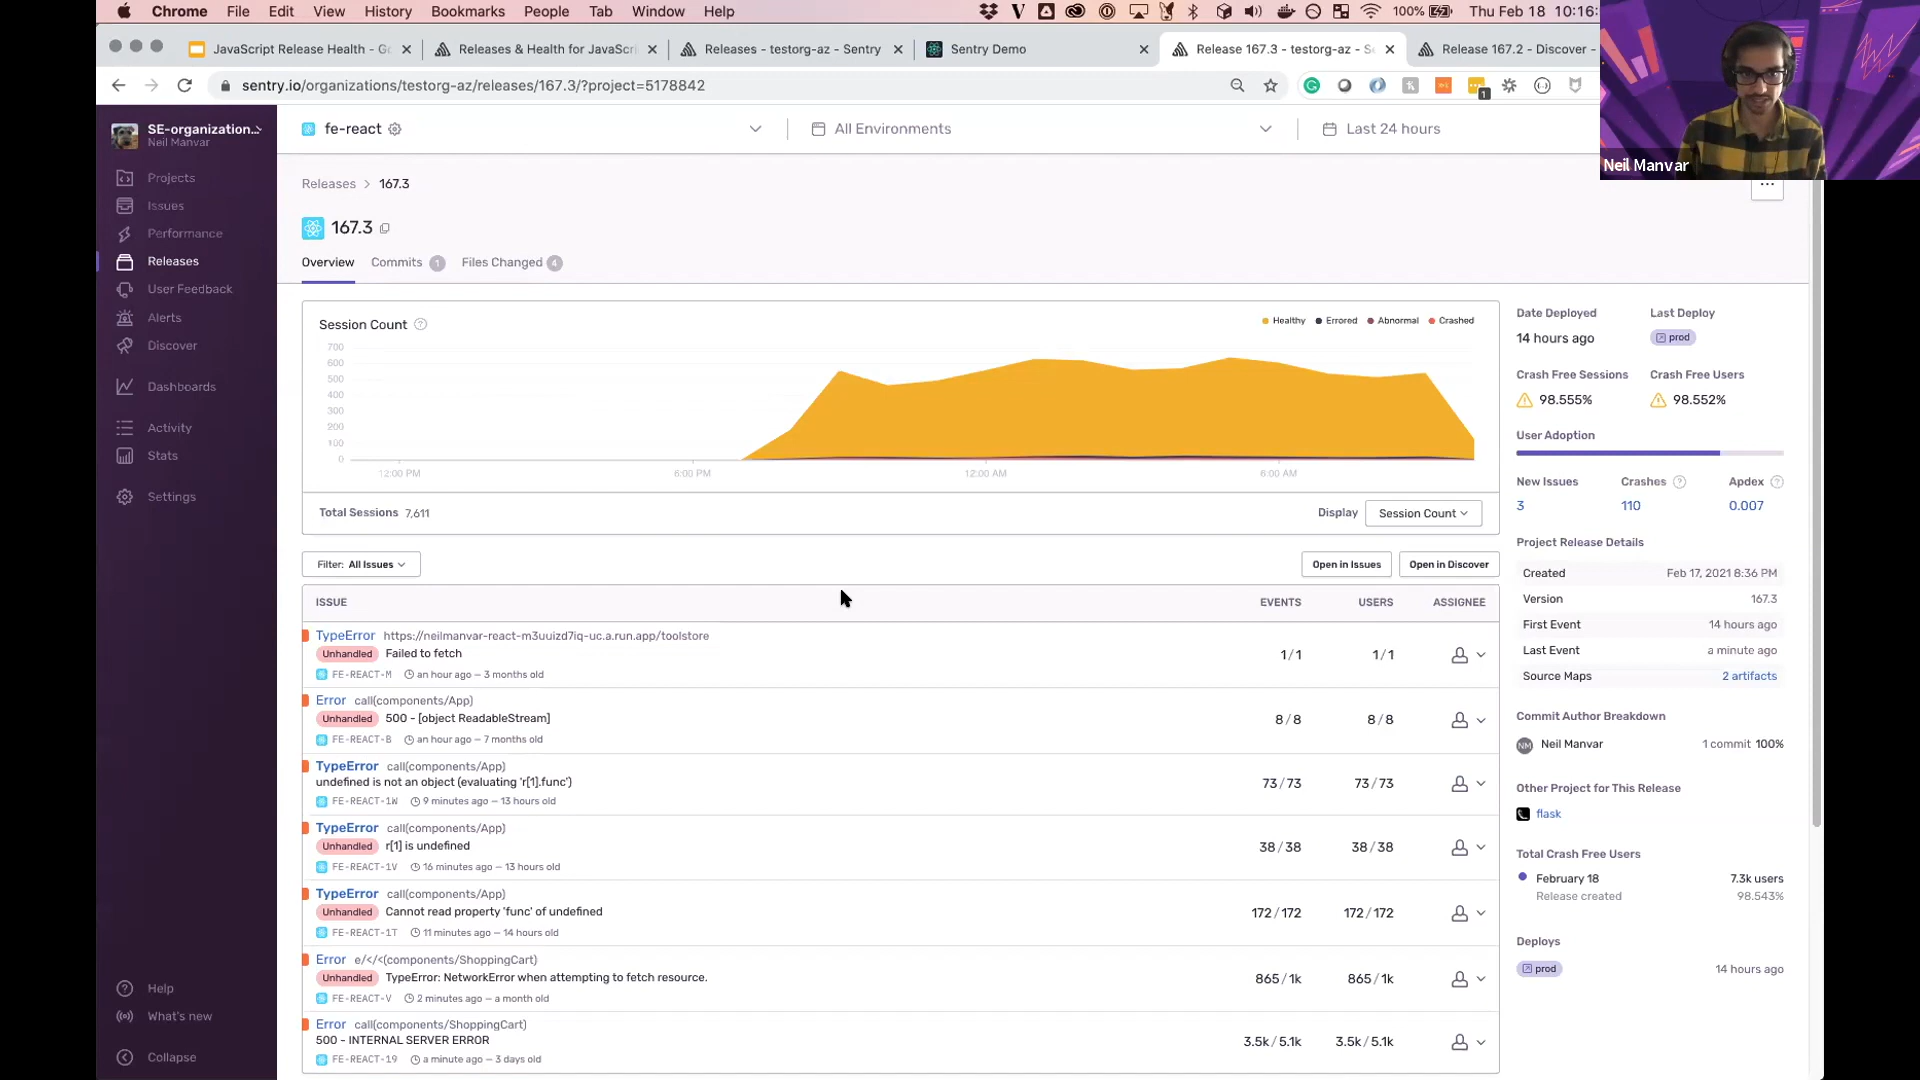 Chrome File Edit View History Bookmarks People Tab Window Help 100% Thu Feb 18 10:16:
JavaScript Release Health - G
Releases & Health for JavaScri
Releases - testorg-az - Sentry
Sentry Demo
Release 167.3 - testorg-az - S
Release 167.2 - Discover -
sentry.io/organizations/testorg-az/releases/167.3/?project=5178842
1
Neil Manvar
SE-organization...
Neil Manvar
Projects
Issues
Performance
Releases
User Feedback
Alerts
Discover
Dashboards
Activity
Stats
Settings
Help
What's new
Collapse
fe-react
All Environments
Last 24 hours
Releases > 167.3
167.3
Overview Commits 1 Files Changed 4
Session Count ?
Healthy Errored Abnormal Crashed
700
600
500
400
300
200
100
0
12:00 PM 6:00 PM 12:00 AM 6:00 AM
Total Sessions 7,611
Display Session Count
Filter: All Issues
Open in Issues Open in Discover
ISSUE EVENTS USERS ASSIGNEE
TypeError https://neilmanvar-react-m3uuizd7iq-uc.a.run.app/toolstore
Unhandled Failed to fetch 1/1 1/1
FE-REACT-M an hour ago — 3 months old
Error call(components/App)
Unhandled 500 - [object ReadableStream] 8/8 8/8
FE-REACT-B an hour ago — 7 months old
TypeError call(components/App)
undefined is not an object (evaluating 'r[1].func') 73/73 73/73
FE-REACT-1W 9 minutes ago — 13 hours old
TypeError call(components/App)
Unhandled r[1] is undefined 38/38 38/38
FE-REACT-1V 16 minutes ago — 13 hours old
TypeError call(components/App)
Unhandled Cannot read property 'func' of undefined 172/172 172/172
FE-REACT-1T 11 minutes ago — 14 hours old
Error e/</<(components/ShoppingCart)
Unhandled TypeError: NetworkError when attempting to fetch resource. 865/1k 865/1k
FE-REACT-V 2 minutes ago — a month old
Error call(components/ShoppingCart)
500 - INTERNAL SERVER ERROR 3.5k/5.1k 3.5k/5.1k
FE-REACT-19 a minute ago — 3 days old
Date Deployed Last Deploy
14 hours ago prod
Crash Free Sessions Crash Free Users
98.555% 98.552%
User Adoption
New Issues Crashes ? Apdex ?
3 110 0.007
Project Release Details
Created Feb 17, 2021 8:36 PM
Version 167.3
First Event 14 hours ago
Last Event a minute ago
Source Maps 2 artifacts
Commit Author Breakdown
NM Neil Manvar 1 commit 100%
Other Project for This Release
flask
Total Crash Free Users
February 18 7.3k users
Release created 98.543%
Deploys
prod 14 hours ago